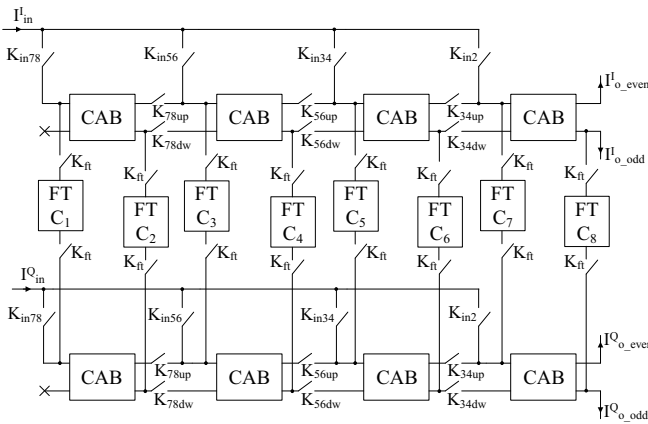 I^I_in
K_in78 K_in56 K_in34 K_in2
I^I_o_even
CAB K_78up CAB K_56up CAB K_34up CAB
K_78dw K_56dw K_34dw
I^I_o_odd
K_ft K_ft K_ft K_ft K_ft K_ft K_ft K_ft
FT C_1 FT C_2 FT C_3 FT C_4 FT C_5 FT C_6 FT C_7 FT C_8
K_ft K_ft K_ft K_ft K_ft K_ft K_ft K_ft
I^Q_in
K_in78 K_in56 K_in34 K_in2
I^Q_o_even
CAB K_78up CAB K_56up CAB K_34up CAB
K_78dw K_56dw K_34dw
I^Q_o_odd